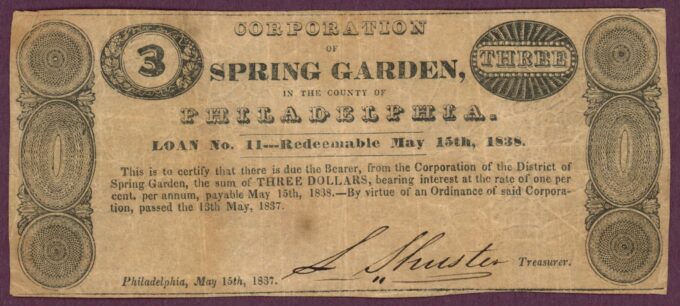 CORPORATION
OF
3
SPRING GARDEN,
THREE
IN THE COUNTY OF
PHILADELPHIA.
LOAN No. 11---Redeemable May 15th, 1838.
This is to certify that there is due the Bearer, from the Corporation of the District of
Spring Garden, the sum of THREE DOLLARS, bearing interest at the rate of one per
cent. per annum, payable May 15th, 1838.—By virtue of an Ordinance of said Corpora-
tion, passed the 13th May, 1837.
L Shuster Treasurer.
Philadelphia, May 15th, 1837.